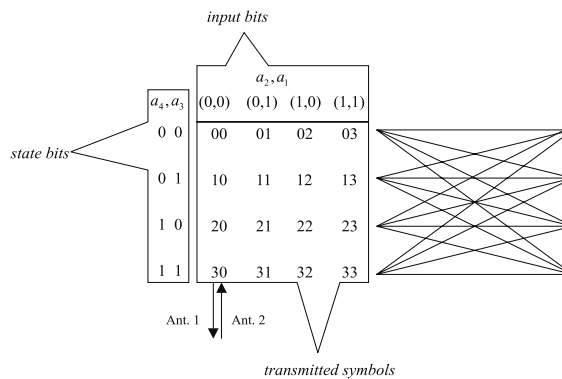 input bits
a2, a1
a4, a3 (0,0) (0,1) (1,0) (1,1)
0 0 00 01 02 03
state bits
0 1 10 11 12 13
1 0 20 21 22 23
1 1 30 31 32 33
Ant. 1 Ant. 2
transmitted symbols